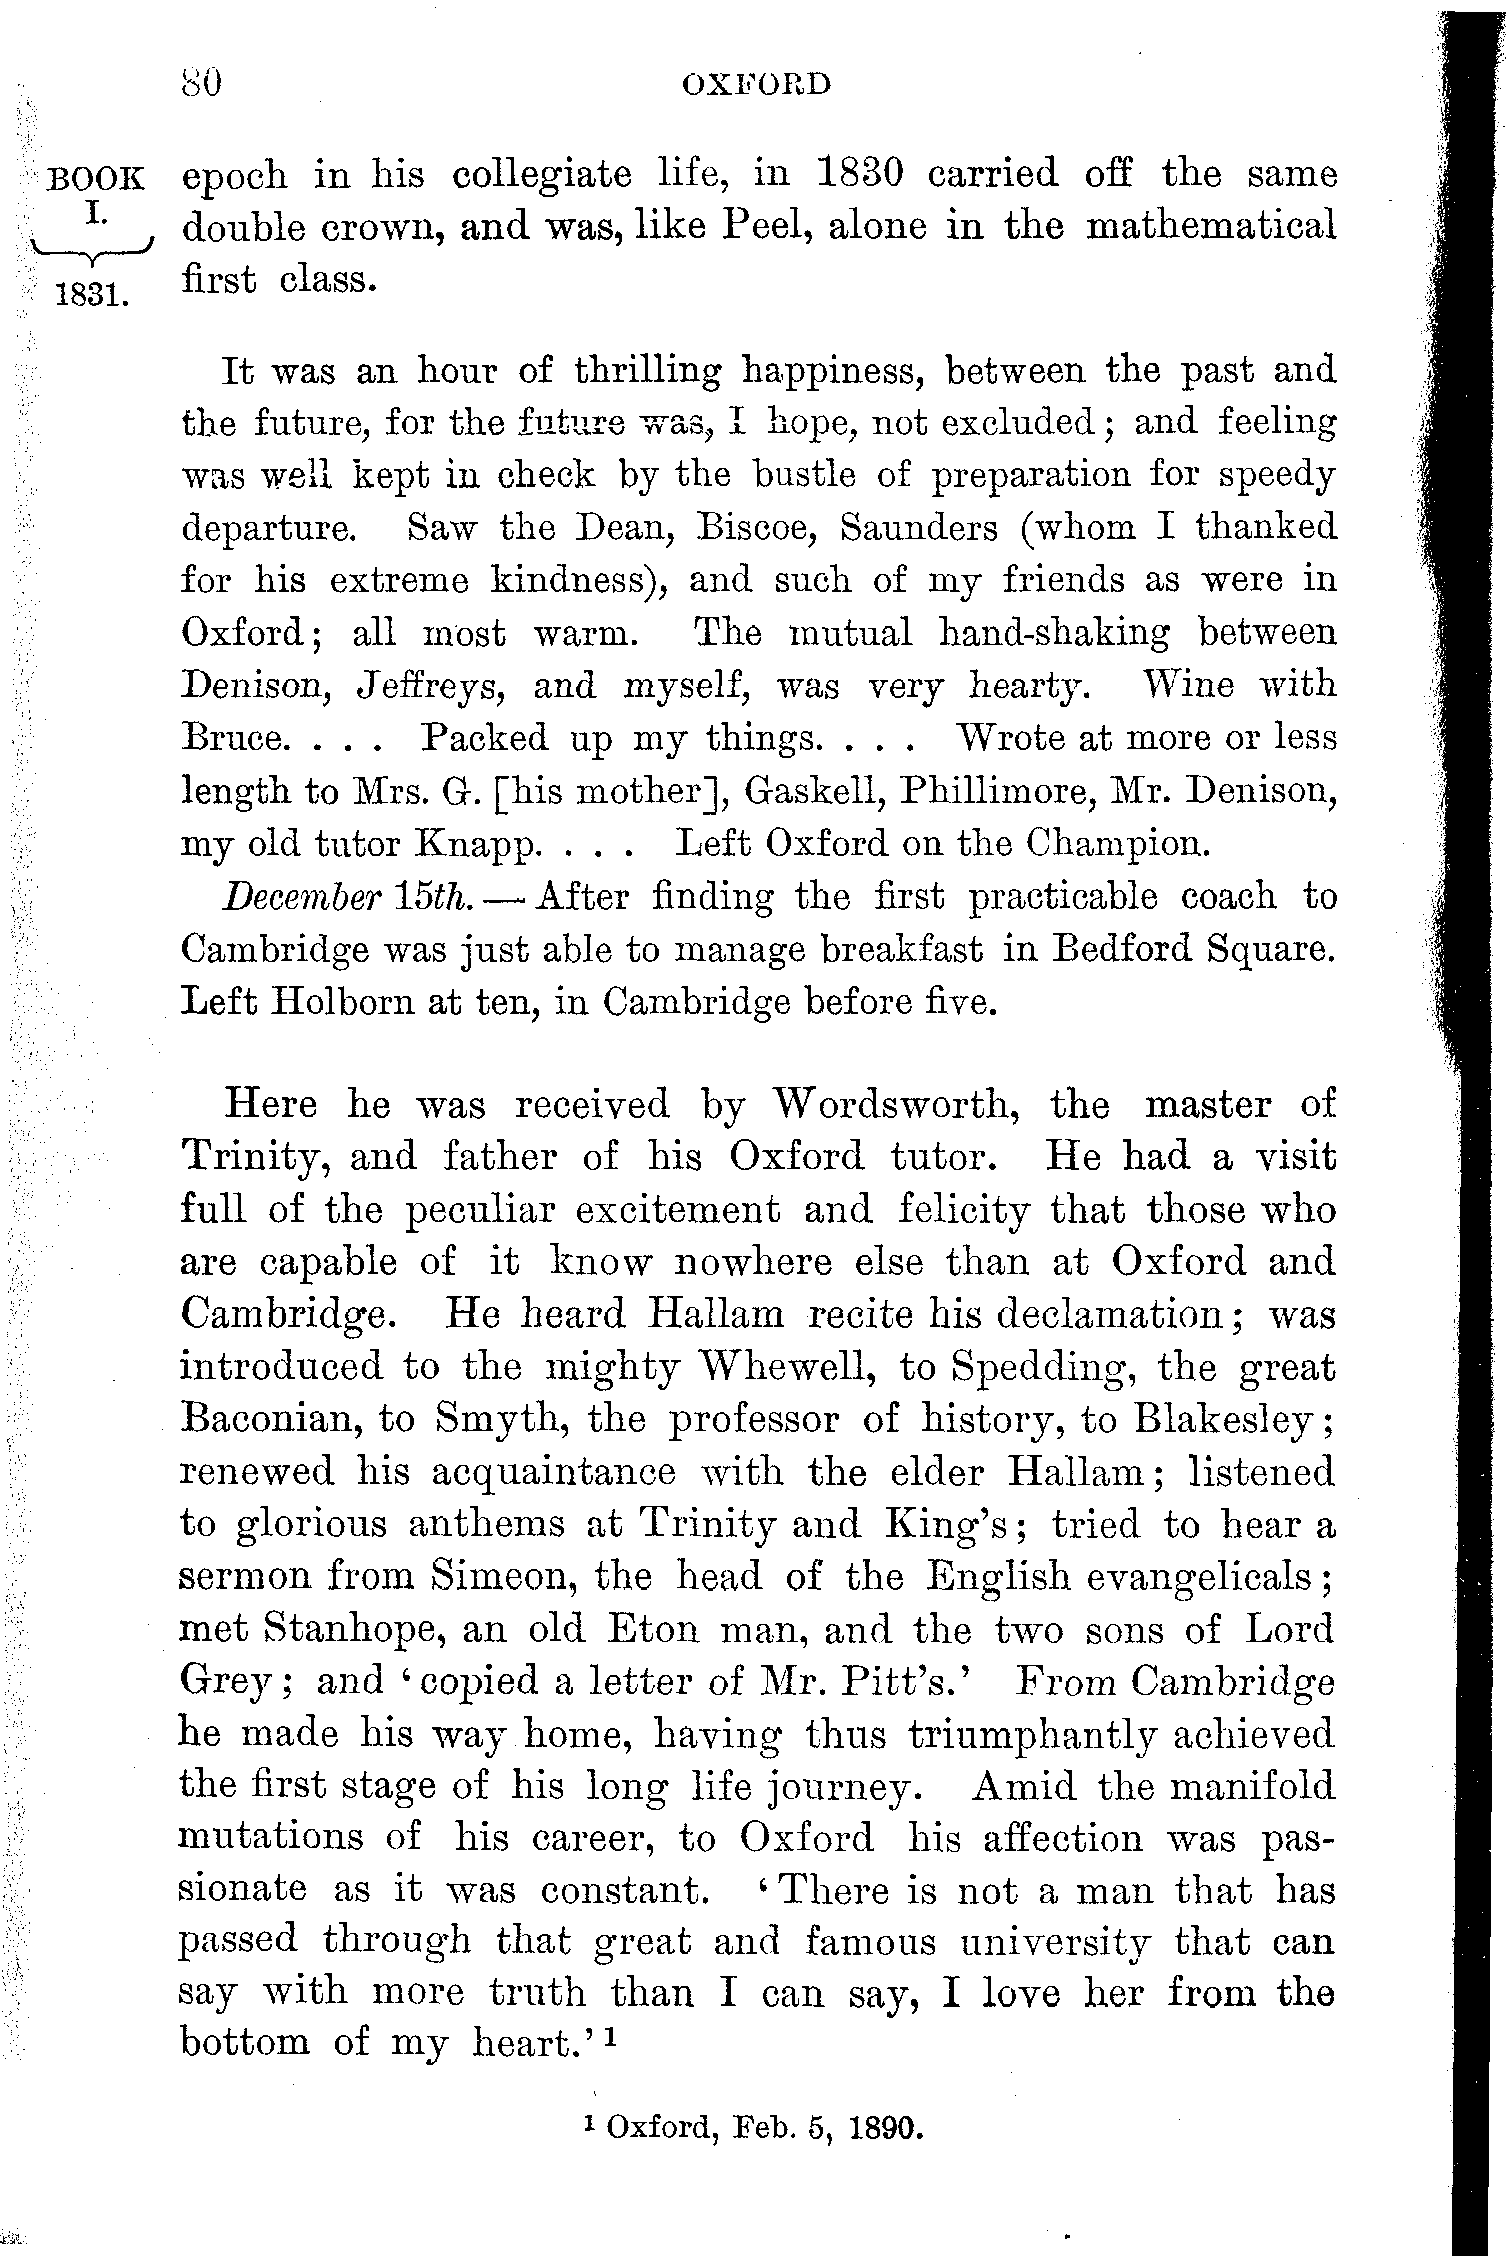 80 OXFORD
BOOK I. 1831.
epoch in his collegiate life, in 1830 carried off the same
double crown, and was, like Peel, alone in the mathematical
first class.
It was an hour of thrilling happiness, between the past and
the future, for the future was, I hope, not excluded; and feeling
was well kept in check by the bustle of preparation for speedy
departure. Saw the Dean, Biscoe, Saunders (whom I thanked
for his extreme kindness), and such of my friends as were in
Oxford; all most warm. The mutual hand-shaking between
Denison, Jeffreys, and myself, was very hearty. Wine with
Bruce. . . . Packed up my things. . . . Wrote at more or less
length to Mrs. G. [his mother], Gaskell, Phillimore, Mr. Denison,
my old tutor Knapp. . . . Left Oxford on the Champion.
December 15th. — After finding the first practicable coach to
Cambridge was just able to manage breakfast in Bedford Square.
Left Holborn at ten, in Cambridge before five.
Here he was received by Wordsworth, the master of
Trinity, and father of his Oxford tutor. He had a visit
full of the peculiar excitement and felicity that those who
are capable of it know nowhere else than at Oxford and
Cambridge. He heard Hallam recite his declamation; was
introduced to the mighty Whewell, to Spedding, the great
Baconian, to Smyth, the professor of history, to Blakesley;
renewed his acquaintance with the elder Hallam; listened
to glorious anthems at Trinity and King's; tried to hear a
sermon from Simeon, the head of the English evangelicals;
met Stanhope, an old Eton man, and the two sons of Lord
Grey; and 'copied a letter of Mr. Pitt's.' From Cambridge
he made his way home, having thus triumphantly achieved
the first stage of his long life journey. Amid the manifold
mutations of his career, to Oxford his affection was pas-
sionate as it was constant. 'There is not a man that has
passed through that great and famous university that can
say with more truth than I can say, I love her from the
bottom of my heart.' 1
1 Oxford, Feb. 5, 1890.